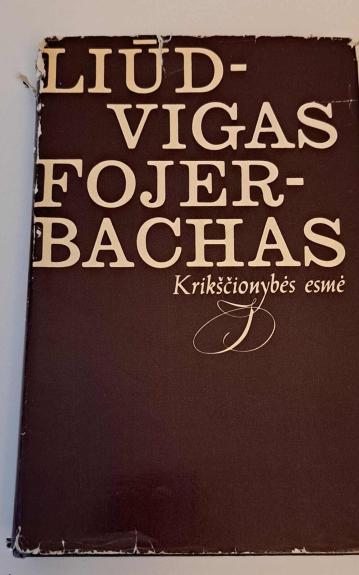 LIŪD-
VIGAS
FOJER-
BACHAS
Krikščionybės esmė